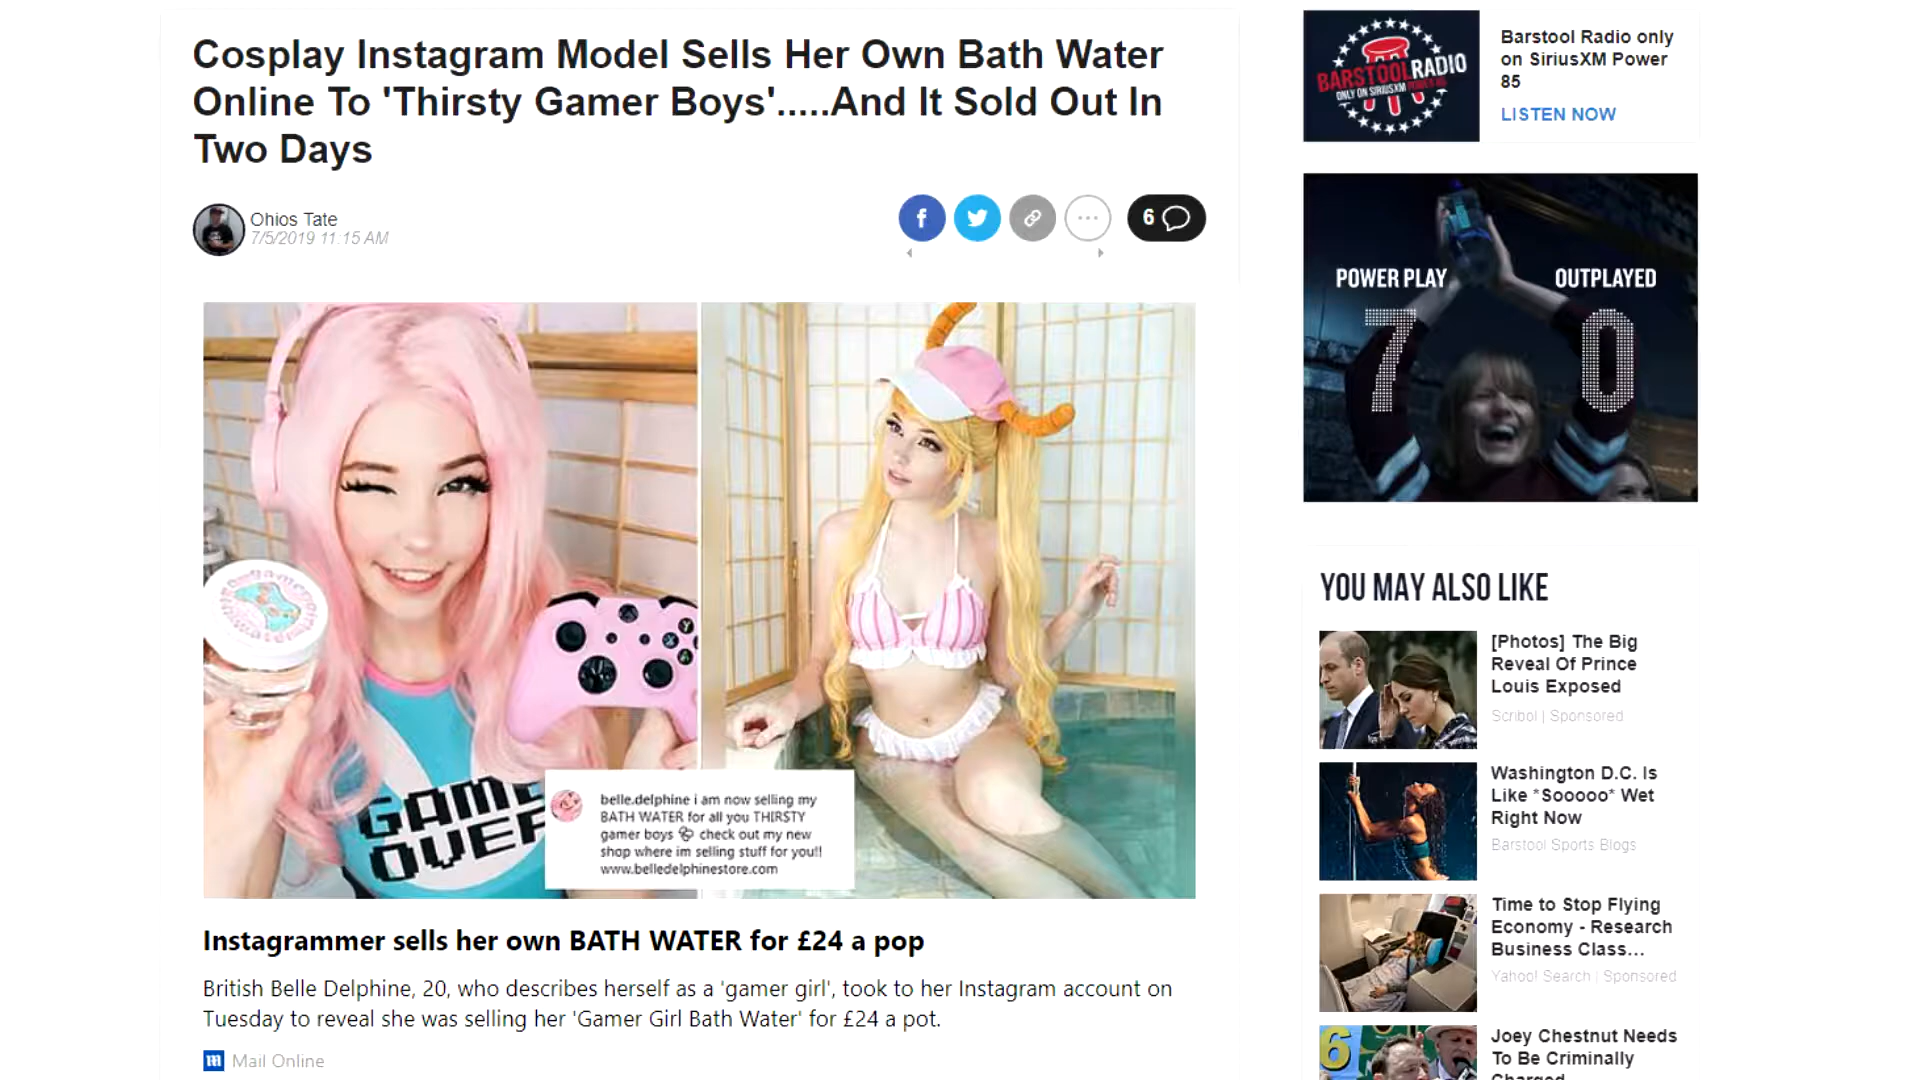 Cosplay Instagram Model Sells Her Own Bath Water
Online To 'Thirsty Gamer Boys'.....And It Sold Out In
Two Days
Ohios Tate
7/5/2019 11:15 AM
6
GAME
OVER
belle.delphine i am now selling my
BATH WATER for all you THIRSTY
gamer boys check out my new
shop where im selling stuff for you!!
www.belledelphinestore.com
Instagrammer sells her own BATH WATER for £24 a pop
British Belle Delphine, 20, who describes herself as a 'gamer girl', took to her Instagram account on
Tuesday to reveal she was selling her 'Gamer Girl Bath Water' for £24 a pot.
Mail Online
BARSTOOL RADIO
ONLY ON SIRIUSXM POWER 85
Barstool Radio only
on SiriusXM Power
85
LISTEN NOW
POWER PLAY
7
OUTPLAYED
0
YOU MAY ALSO LIKE
[Photos] The Big
Reveal Of Prince
Louis Exposed
Scribol | Sponsored
Washington D.C. Is
Like *Sooooo* Wet
Right Now
Barstool Sports Blogs
Time to Stop Flying
Economy - Research
Business Class...
Yahoo! Search | Sponsored
6
Joey Chestnut Needs
To Be Criminally
Charged